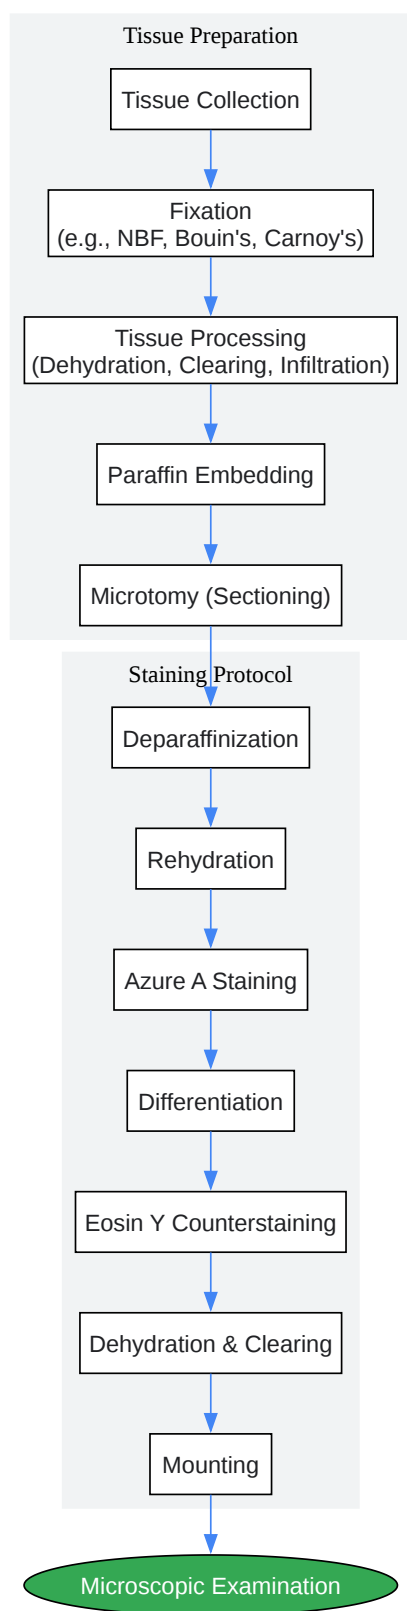 Tissue Preparation
Tissue Collection
Fixation
(e.g., NBF, Bouin's, Carnoy's)
Tissue Processing
(Dehydration, Clearing, Infiltration)
Paraffin Embedding
Microtomy (Sectioning)
Staining Protocol
Deparaffinization
Rehydration
Azure A Staining
Differentiation
Eosin Y Counterstaining
Dehydration & Clearing
Mounting
Microscopic Examination